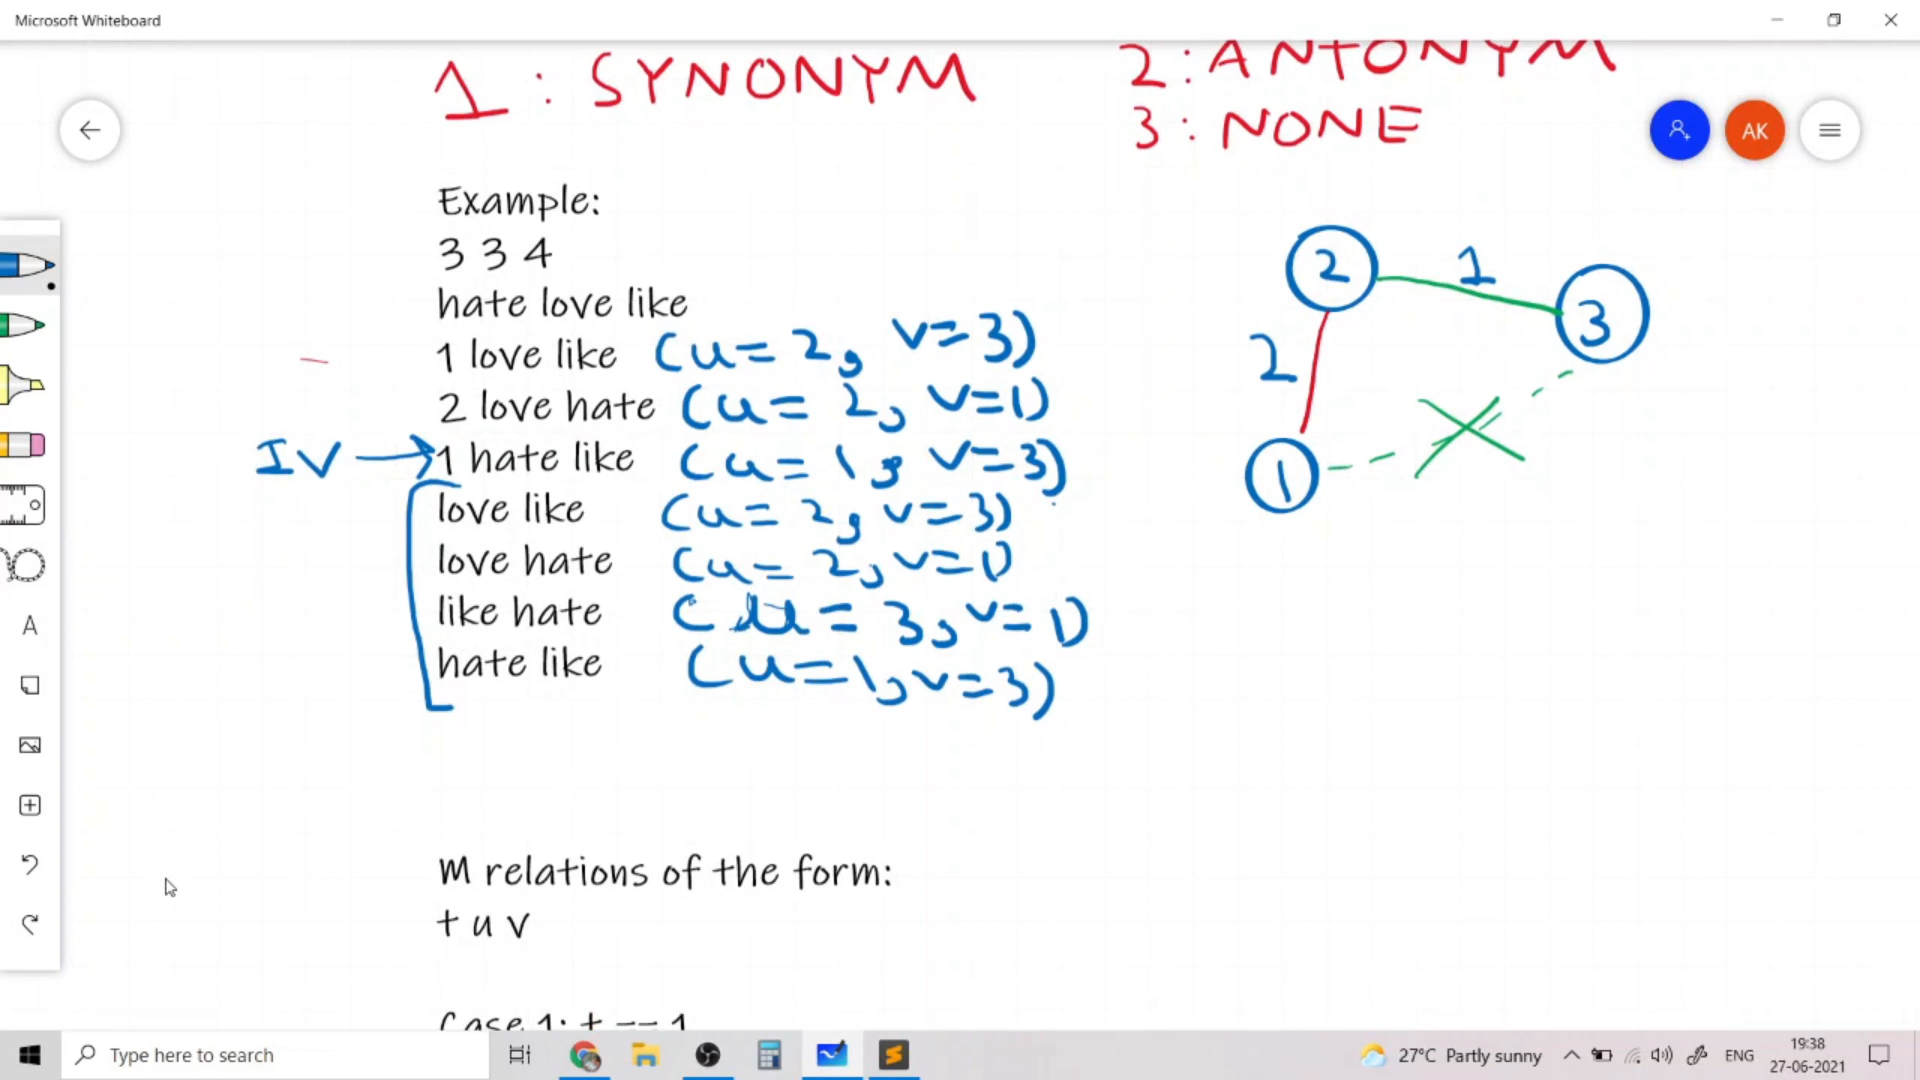 Microsoft Whiteboard
1 : SYNONYM
2 : ANTONYM
3 : NONE
AK
Example:
3 3 4
hate love like
1 love like (u = 2, v = 3)
2 love hate (u = 2, v = 1)
IV → 1 hate like (u = 1, v = 3)
love like (u = 2, v = 3)
love hate (u = 2, v = 1)
like hate (u = 3, v = 1)
hate like (u = 1, v = 3)
2 1 3
2
1
M relations of the form:
t u v
Case 1: t == 1
A
Type here to search
27°C Partly sunny
ENG
19:38
27-06-2021